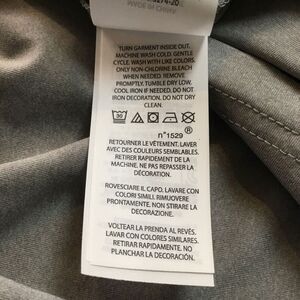 MADE IN CHINA
TURN GARMENT INSIDE OUT.
MACHINE WASH COLD. GENTLE
CYCLE. WASH WITH LIKE COLORS.
ONLY NON-CHLORINE BLEACH
WHEN NEEDED. REMOVE
PROMPTLY, TUMBLE DRY LOW.
COOL IRON IF NEEDED. DO NOT
IRON DECORATION. DO NOT DRY
CLEAN.
30
n°1529
RETOURNER LE VÊTEMENT. LAVER
AVEC DES COULEURS SEMBLABLES.
RETIRER RAPIDEMENT DE LA
MACHINE. NE PAS REPASSER LA
DÉCORATION.
ROVESCIARE IL CAPO. LAVARE CON
COLORI SIMILI. RIMUOVERE
PRONTAMENTE. NON STIRARE LA
DECORAZIONE.
VOLTEAR LA PRENDA AL REVÉS.
LAVAR CON COLORES SIMILARES.
RETIRAR RAPIDAMENTE. NO
PLANCHAR LA DECORACIÓN.